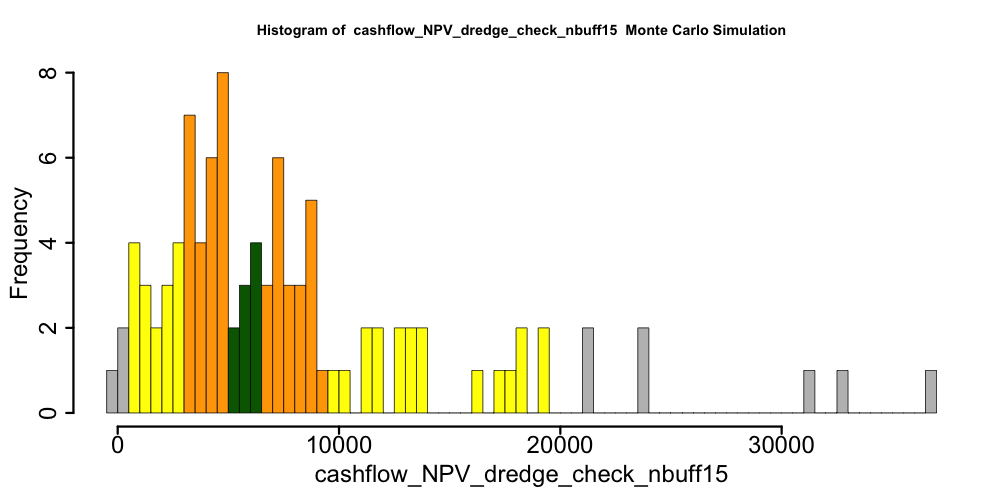 Histogram of cashflow_NPV_dredge_check_nbuff15 Monte Carlo Simulation
8
6
4
2
0
Frequency
0 10000 20000 30000
cashflow_NPV_dredge_check_nbuff15